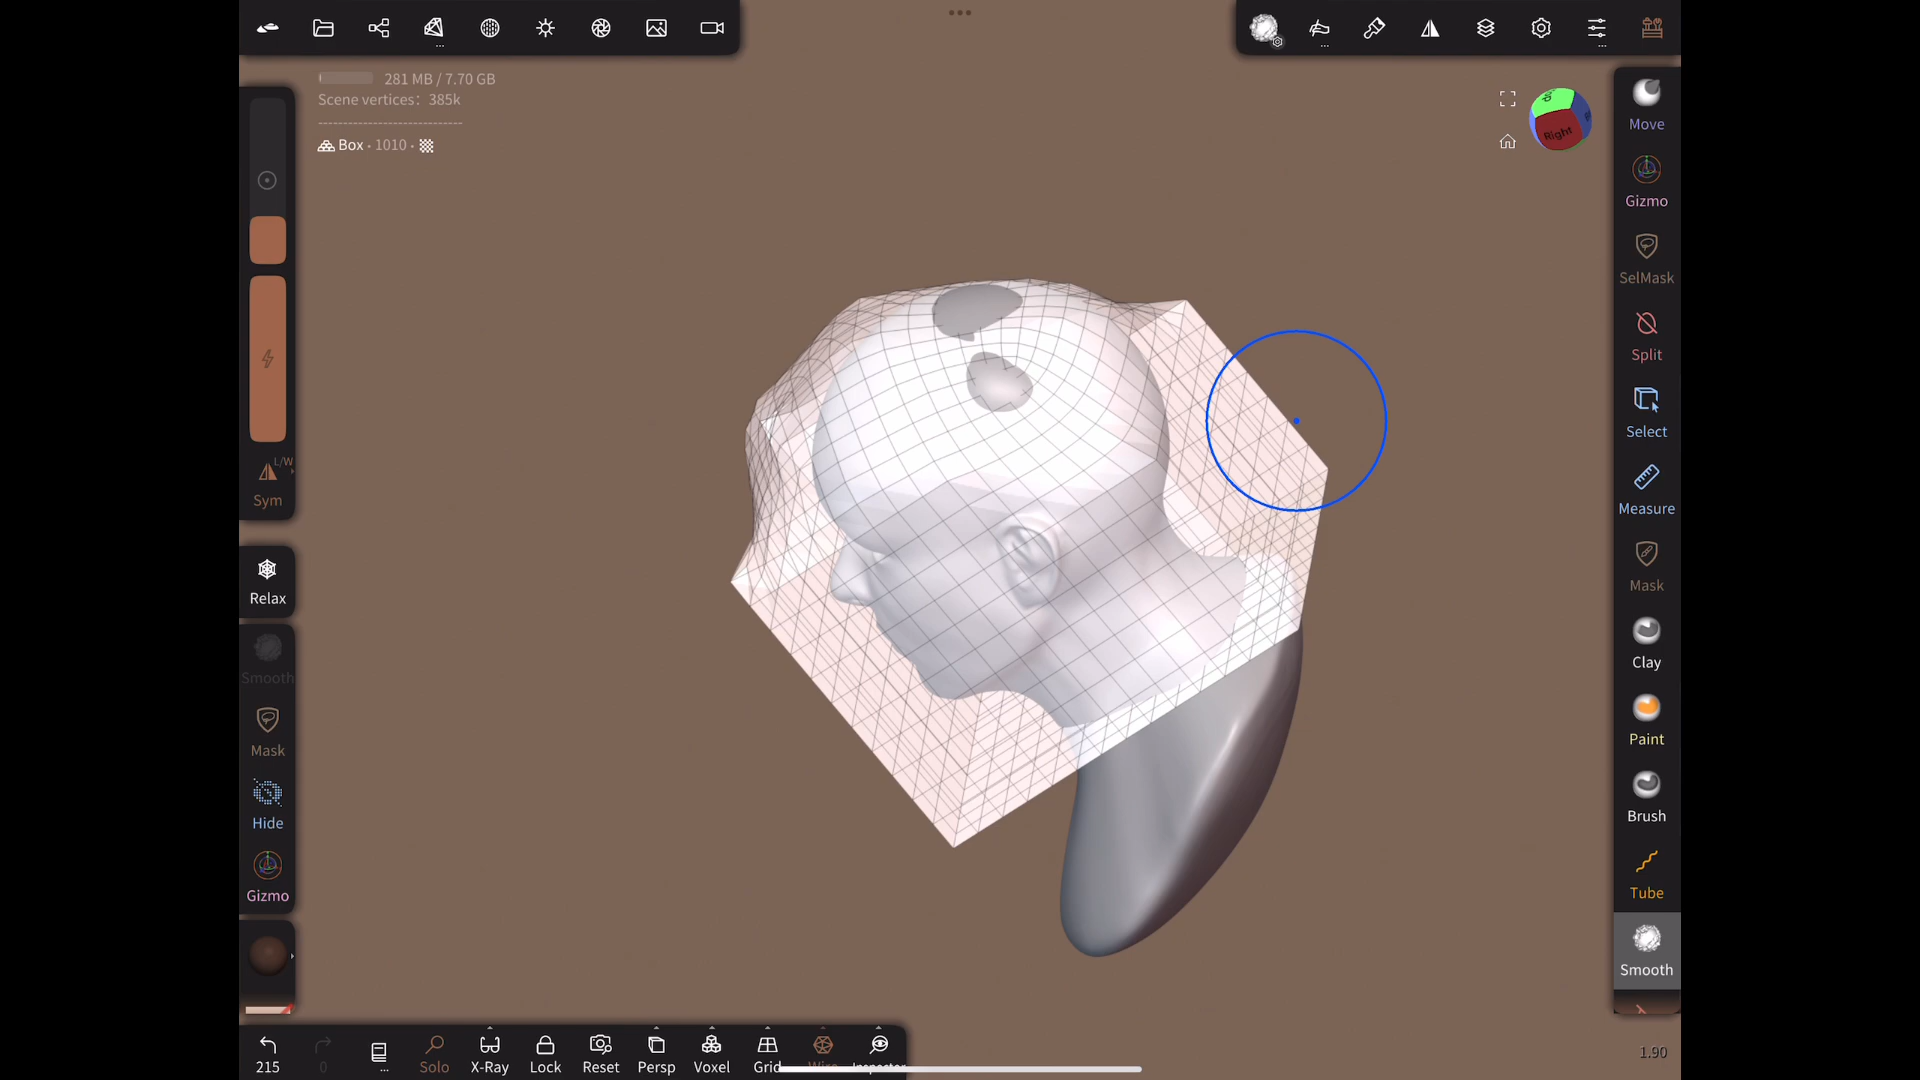 281 MB / 7.70 GB
Scene vertices: 385k
Box • 1010 •
Right
Move
Gizmo
SelMask
Split
Select
Measure
Mask
Clay
Paint
Brush
Tube
Smooth
L/W
Sym
Relax
Smooth
Mask
Hide
Gizmo
215
0
Solo
X-Ray
Lock
Reset
Persp
Voxel
Grid
Wire
Inspector
1.90